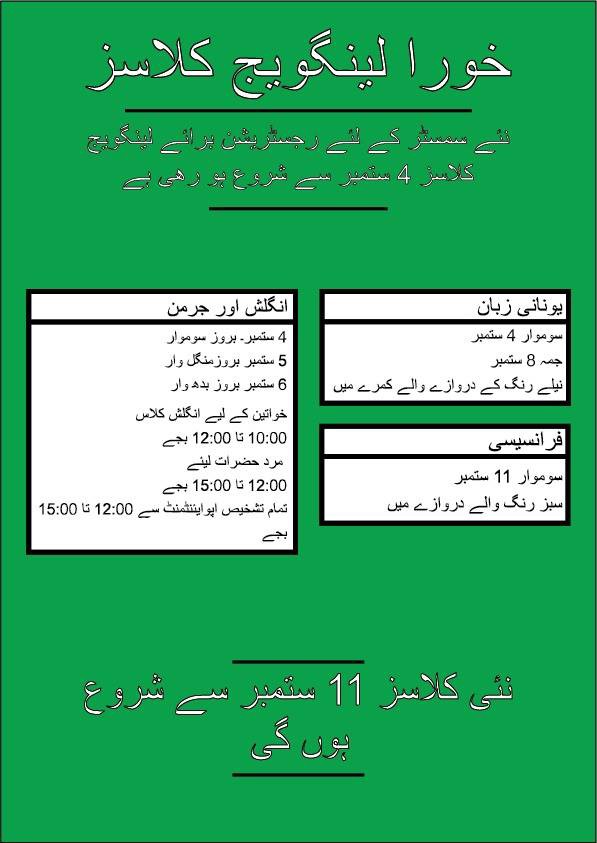 خورا لینگویج کلاسز
نئے سمسٹر کے لئے رجسٹریشن برائے لینگویج
کلاسز 4 ستمبر سے شروع ہو رھی ہے
یونانی زبان
سوموار 4 ستمبر
جمہ 8 ستمبر
نیلے رنگ کے دروازے والے کمرے میں
فرانسیسی
سوموار 11 ستمبر
سبز رنگ والے دروازے میں
انگلش اور جرمن
4 ستمبر۔ بروز سوموار
5 ستمبر بروزمنگل وار
6 ستمبر بروز بدھ وار
خواتین کے لیے انگلش کلاس
10:00 تا 12:00 بجے
مرد حضرات لیئے
12:00 تا 15:00 بجے
تمام تشخیص اپواینٹمنٹ سے 12:00 تا 15:00
بجے
نئی کلاسز 11 ستمبر سے شروع
ہوں گی